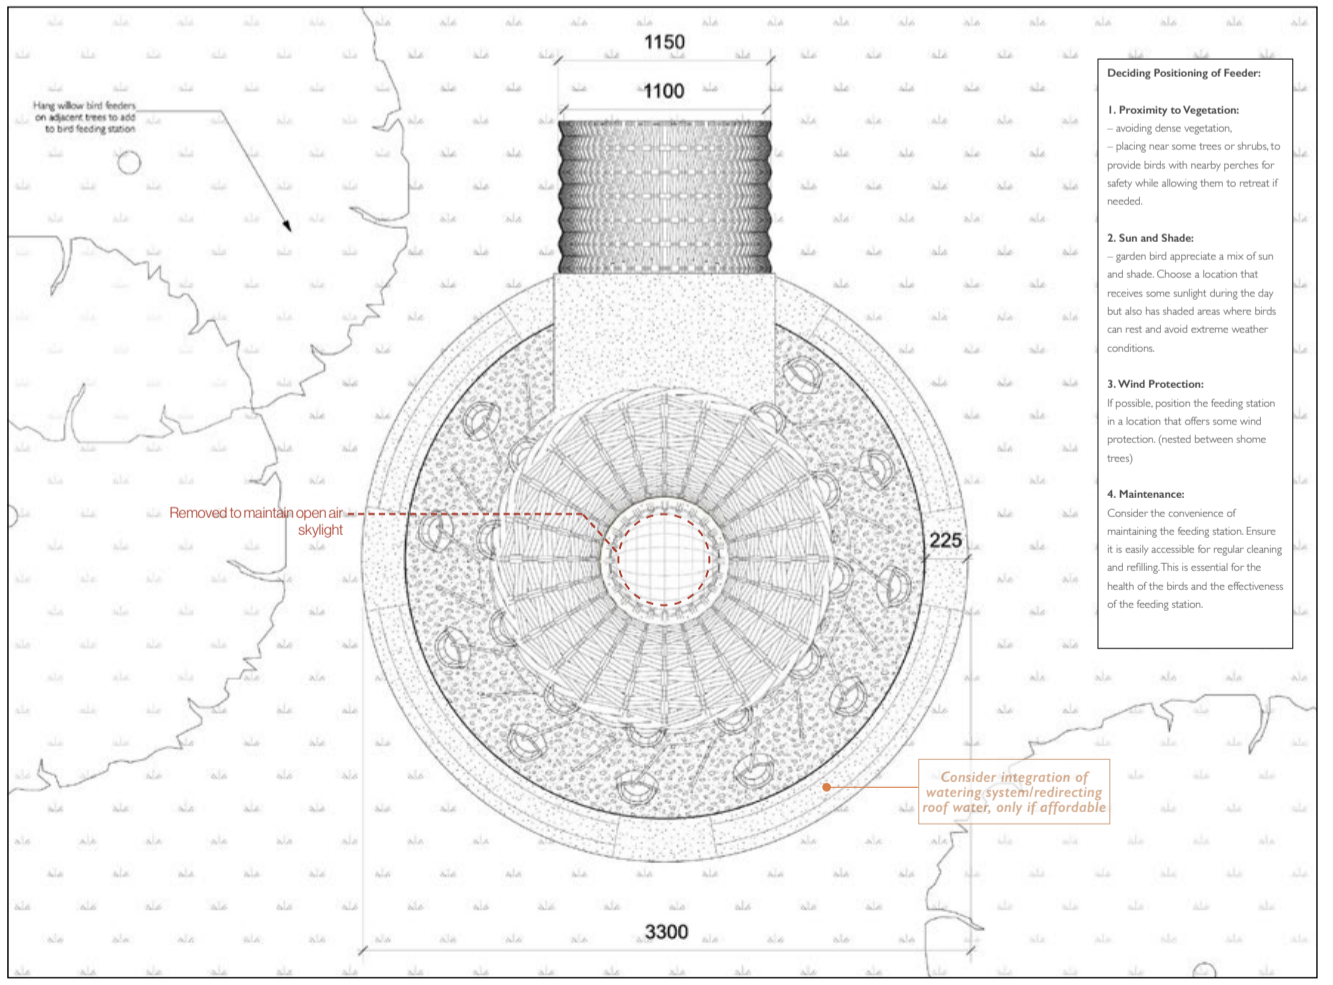 1150
1100
Hang willow bird feeders
on adjacent trees to add
to bird feeding station
Deciding Positioning of Feeder:
1. Proximity to Vegetation:
– avoiding dense vegetation,
– placing near some trees or shrubs, to
provide birds with nearby perches for
safety while allowing them to retreat if
needed.
2. Sun and Shade:
– garden bird appreciate a mix of sun
and shade. Choose a location that
receives some sunlight during the day
but also has shaded areas where birds
can rest and avoid extreme weather
conditions.
3. Wind Protection:
If possible, position the feeding station
in a location that offers some wind
protection. (nested between shome
trees)
4. Maintenance:
Consider the convenience of
maintaining the feeding station. Ensure
it is easily accessible for regular cleaning
and refilling. This is essential for the
health of the birds and the effectiveness
of the feeding station.
Removed to maintain open air
skylight
225
Consider integration of
watering system/redirecting
roof water, only if affordable
3300